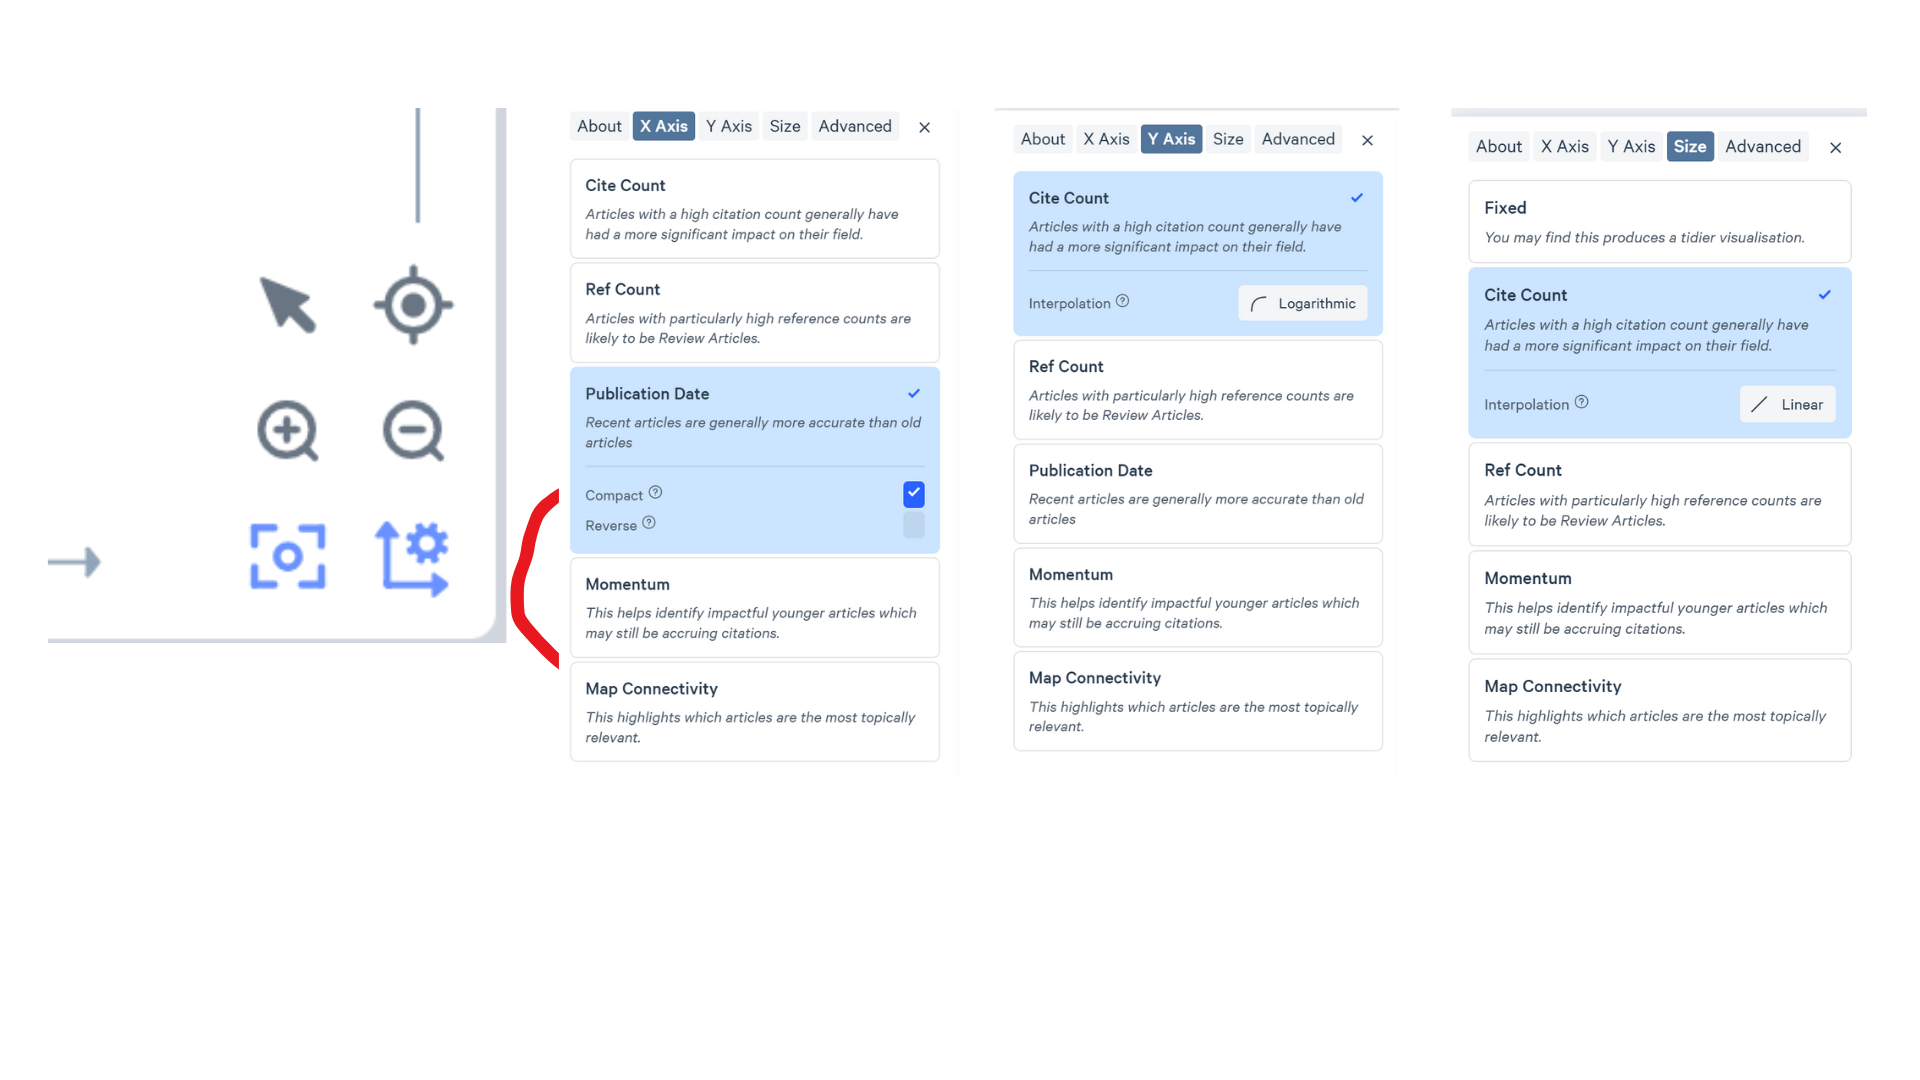 About X Axis Y Axis Size Advanced
Cite Count
Articles with a high citation count generally have
had a more significant impact on their field.
Ref Count
Articles with particularly high reference counts are
likely to be Review Articles.
Publication Date
Recent articles are generally more accurate than old
articles
Compact
Reverse
Momentum
This helps identify impactful younger articles which
may still be accruing citations.
Map Connectivity
This highlights which articles are the most topically
relevant.
About X Axis Y Axis Size Advanced
Cite Count
Articles with a high citation count generally have
had a more significant impact on their field.
Interpolation Logarithmic
Ref Count
Articles with particularly high reference counts are
likely to be Review Articles.
Publication Date
Recent articles are generally more accurate than old
articles
Momentum
This helps identify impactful younger articles which
may still be accruing citations.
Map Connectivity
This highlights which articles are the most topically
relevant.
About X Axis Y Axis Size Advanced
Fixed
You may find this produces a tidier visualisation.
Cite Count
Articles with a high citation count generally have
had a more significant impact on their field.
Interpolation Linear
Ref Count
Articles with particularly high reference counts are
likely to be Review Articles.
Momentum
This helps identify impactful younger articles which
may still be accruing citations.
Map Connectivity
This highlights which articles are the most topically
relevant.